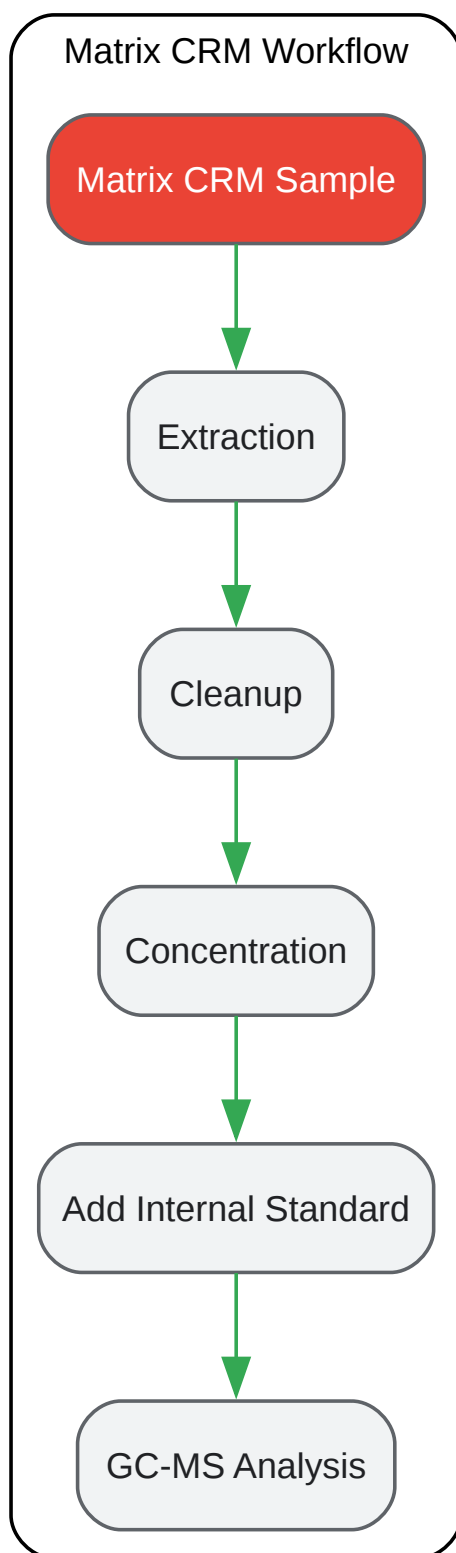 Matrix CRM Workflow
Matrix CRM Sample
Extraction
Cleanup
Concentration
Add Internal Standard
GC-MS Analysis